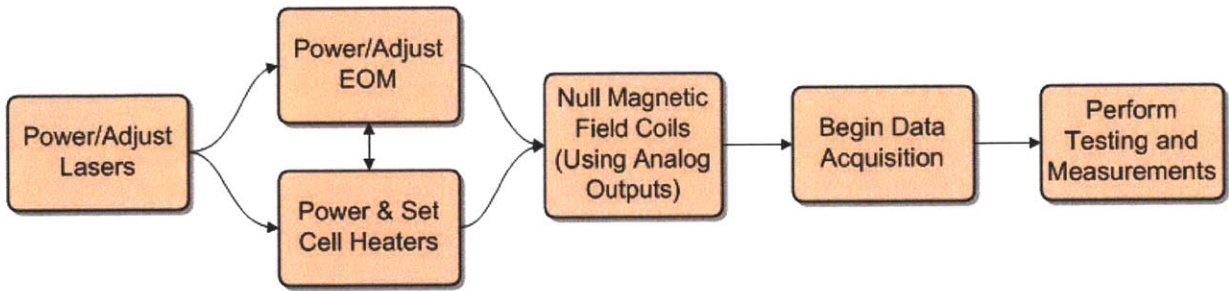 Power/Adjust
Lasers
Power/Adjust
EOM
Power & Set
Cell Heaters
Null Magnetic
Field Coils
(Using Analog
Outputs)
Begin Data
Acquisition
Perform
Testing and
Measurements